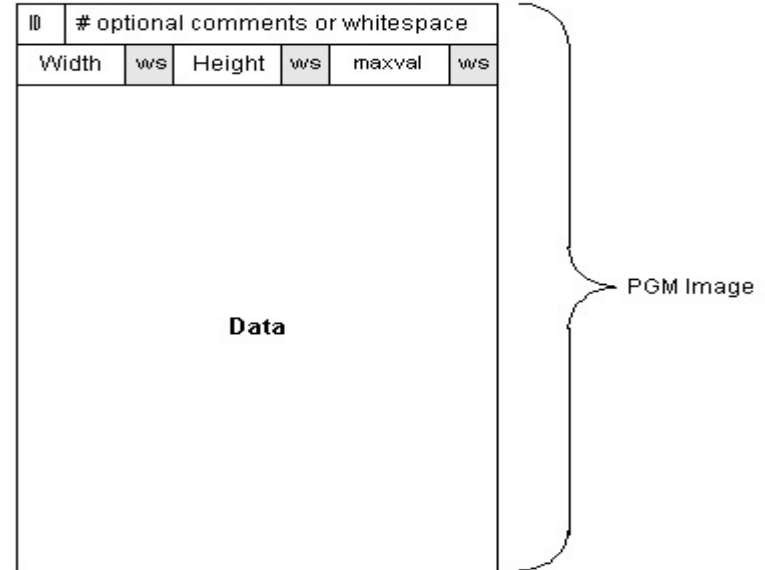 ID # optional comments or whitespace
Width ws Height ws maxval ws
PGM Image
Data